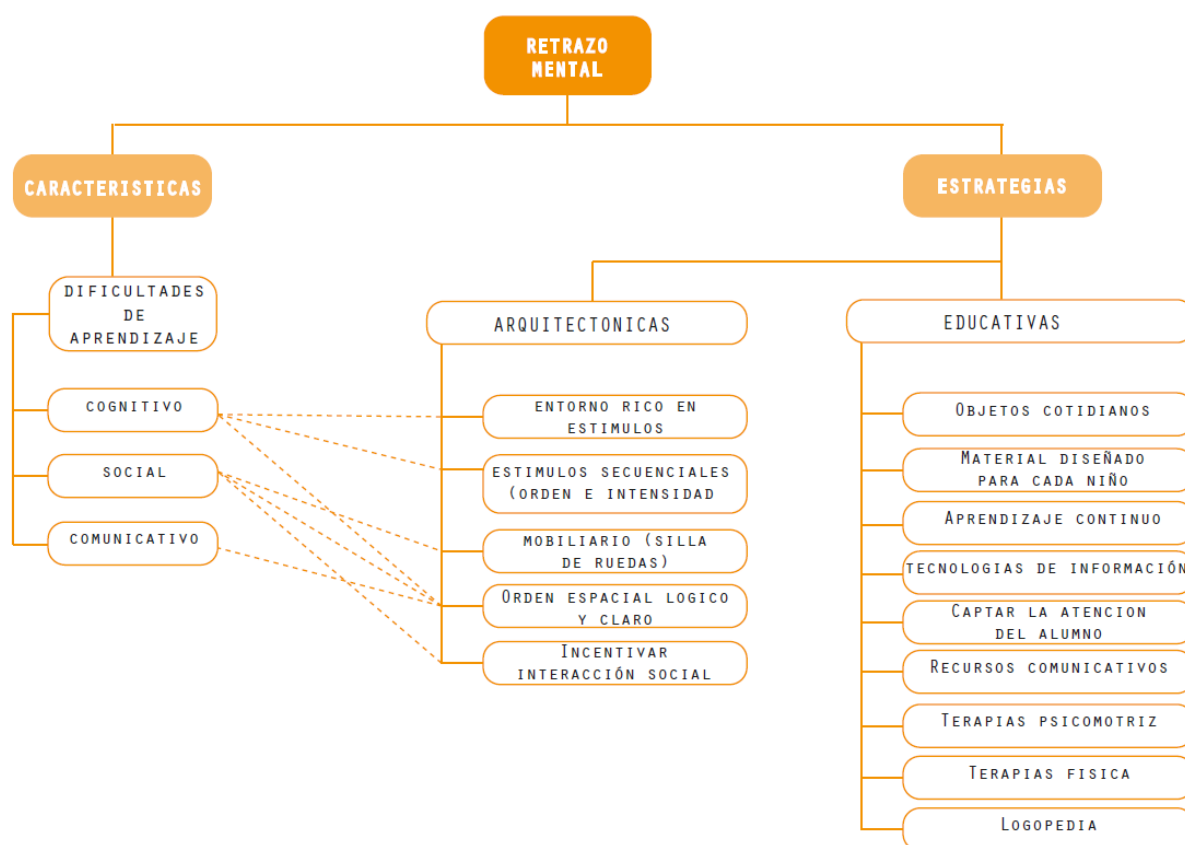 RETRAZO
MENTAL
CARACTERISTICAS
ESTRATEGIAS
DIFICULTADES
DE
APRENDIZAJE
COGNITIVO
SOCIAL
COMUNICATIVO
ARQUITECTONICAS
ENTORNO RICO EN
ESTIMULOS
ESTIMULOS SECUENCIALES
(ORDEN E INTENSIDAD
MOBILIARIO (SILLA
DE RUEDAS)
ORDEN ESPACIAL LOGICO
Y CLARO
INCENTIVAR
INTERACCIÓN SOCIAL
EDUCATIVAS
OBJETOS COTIDIANOS
MATERIAL DISEÑADO
PARA CADA NIÑO
APRENDIZAJE CONTINUO
TECNOLOGIAS DE INFORMACIÓN
CAPTAR LA ATENCION
DEL ALUMNO
RECURSOS COMUNICATIVOS
TERAPIAS PSICOMOTRIZ
TERAPIAS FISICA
LOGOPEDIA